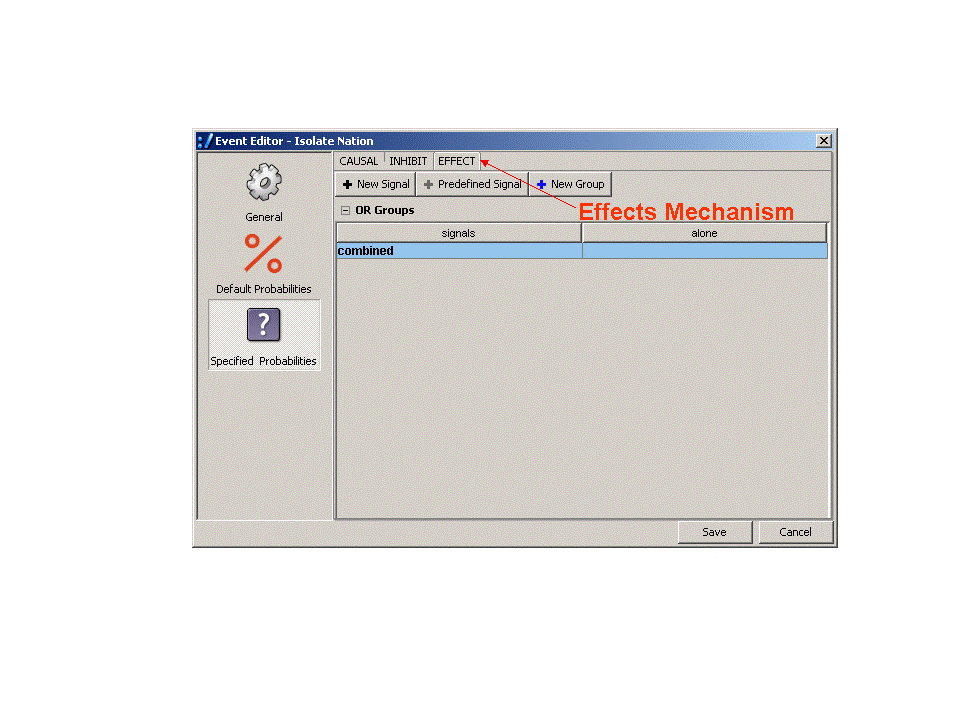 Event Editor - Isolate Nation
CAUSAL INHIBIT EFFECT
New Signal Predefined Signal New Group
Effects Mechanism
OR Groups
signals alone
combined
General
%
Default Probabilities
?
Specified Probabilities
Save Cancel